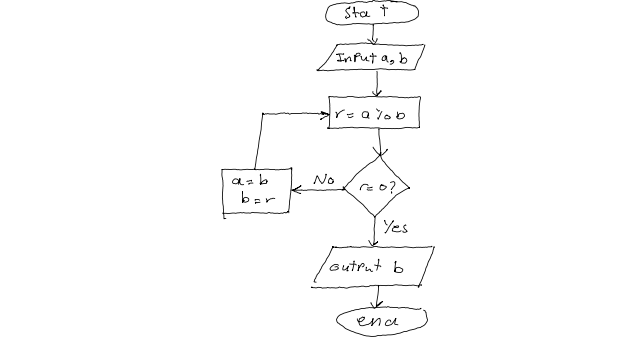 Sta t
Input a, b
r = a % b
r = 0?
No
a = b
b = r
Yes
output b
end